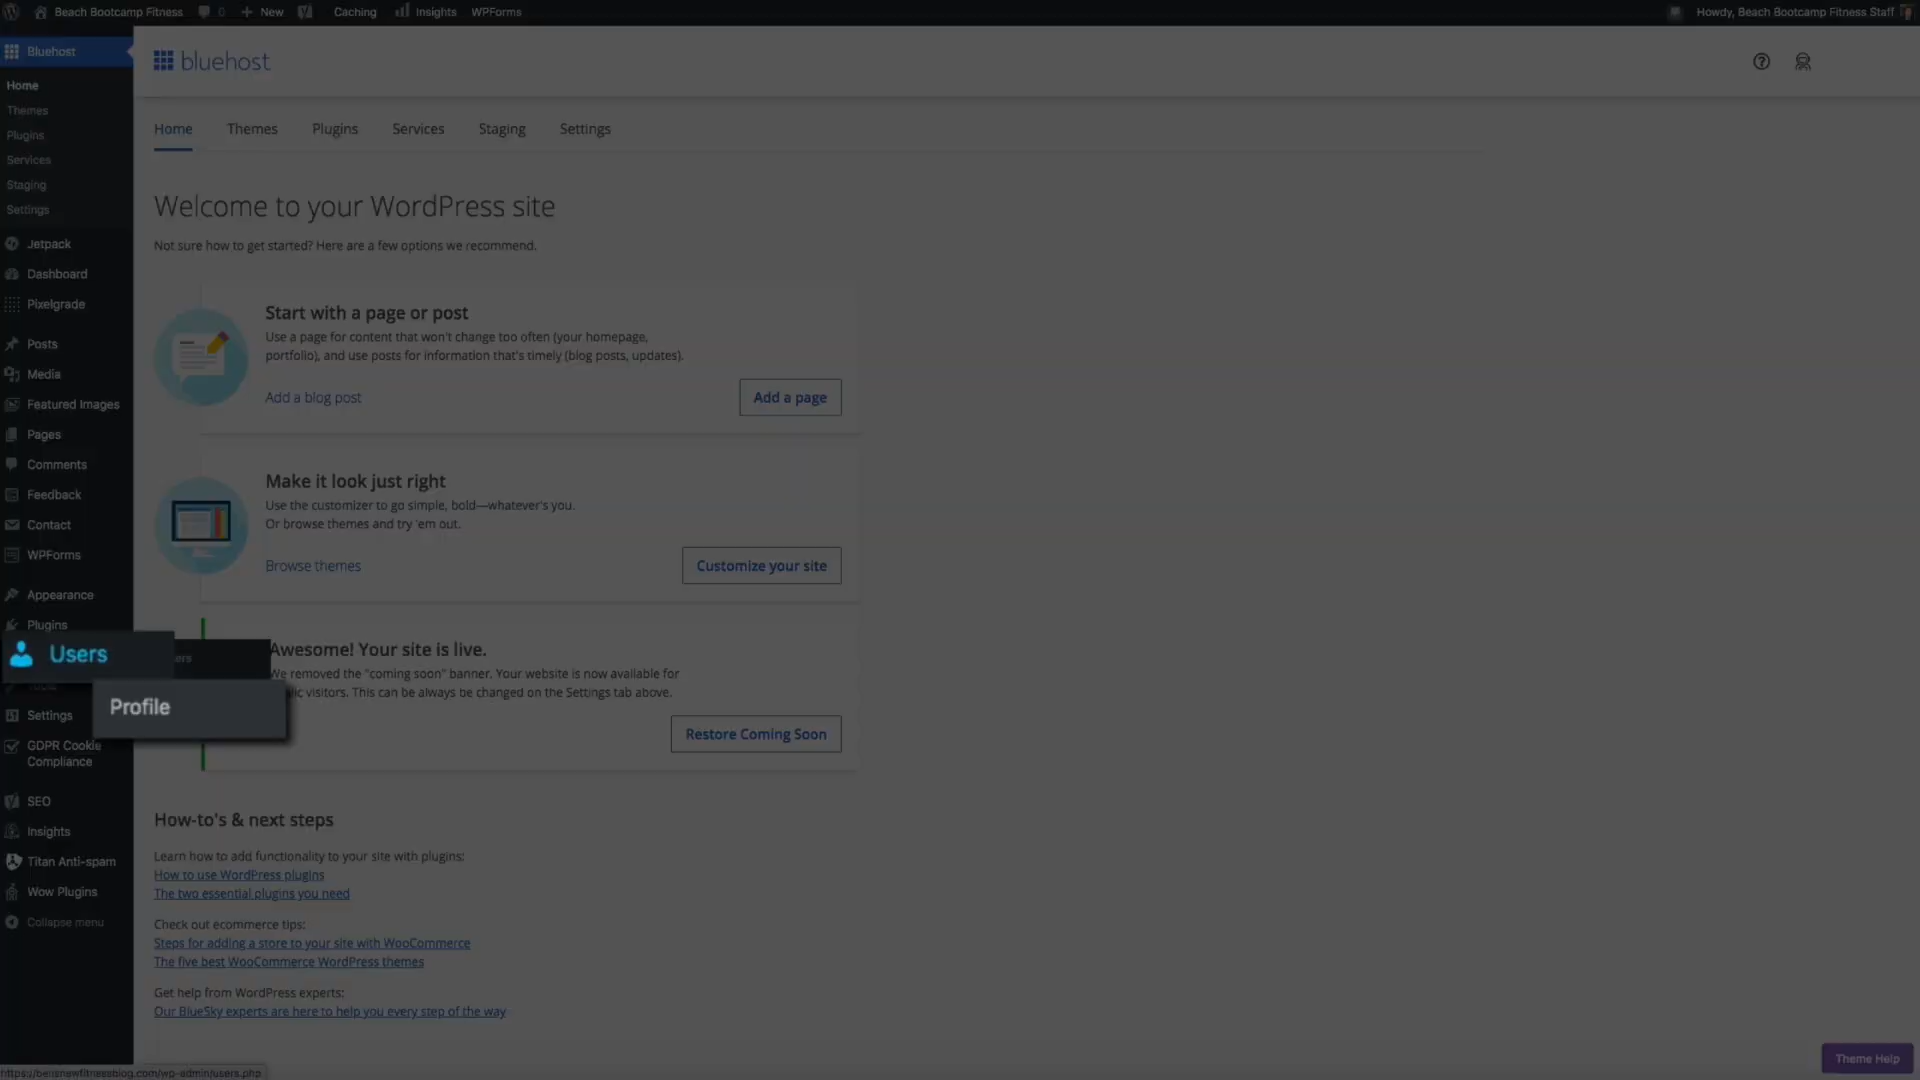 Beach Bootcamp Fitness 0 New Caching Insights WPForms Howdy, Beach Bootcamp Fitness Staff
Bluehost
Home
Themes
Plugins
Services
Staging
Settings
Jetpack
Dashboard
Pixelgrade
Posts
Media
Featured Images
Pages
Comments
Feedback
Contact
WPForms
Appearance
Plugins
Users
Profile
Settings
GDPR Cookie
Compliance
SEO
Insights
Titan Anti-spam
Wow Plugins
Collapse menu
bluehost
Home Themes Plugins Services Staging Settings
Welcome to your WordPress site
Not sure how to get started? Here are a few options we recommend.
Start with a page or post
Use a page for content that won't change too often (your homepage,
portfolio), and use posts for information that's timely (blog posts, updates).
Add a blog post Add a page
Make it look just right
Use the customizer to go simple, bold—whatever's you.
Or browse themes and try 'em out.
Browse themes Customize your site
Awesome! Your site is live.
We removed the "coming soon" banner. Your website is now available for
visitors. This can be always be changed on the Settings tab above.
Restore Coming Soon
How-to's & next steps
Learn how to add functionality to your site with plugins:
How to use WordPress plugins
The two essential plugins you need
Check out ecommerce tips:
Steps for adding a store to your site with WooCommerce
The five best WooCommerce WordPress themes
Get help from WordPress experts:
Our BlueSky experts are here to help you every step of the way
Theme Help